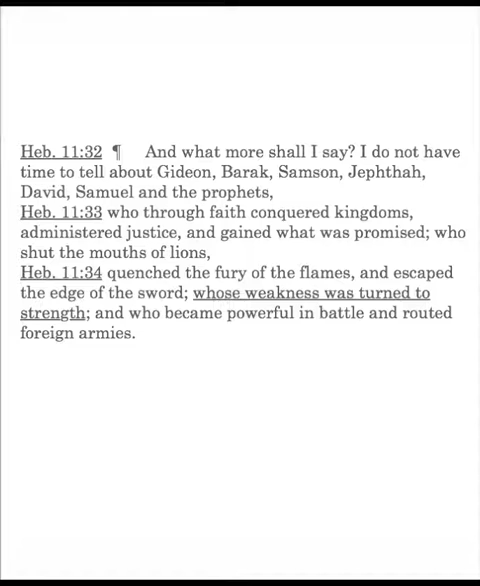 Heb. 11:32 ¶ And what more shall I say? I do not have
time to tell about Gideon, Barak, Samson, Jephthah,
David, Samuel and the prophets,
Heb. 11:33 who through faith conquered kingdoms,
administered justice, and gained what was promised; who
shut the mouths of lions,
Heb. 11:34 quenched the fury of the flames, and escaped
the edge of the sword; whose weakness was turned to
strength; and who became powerful in battle and routed
foreign armies.